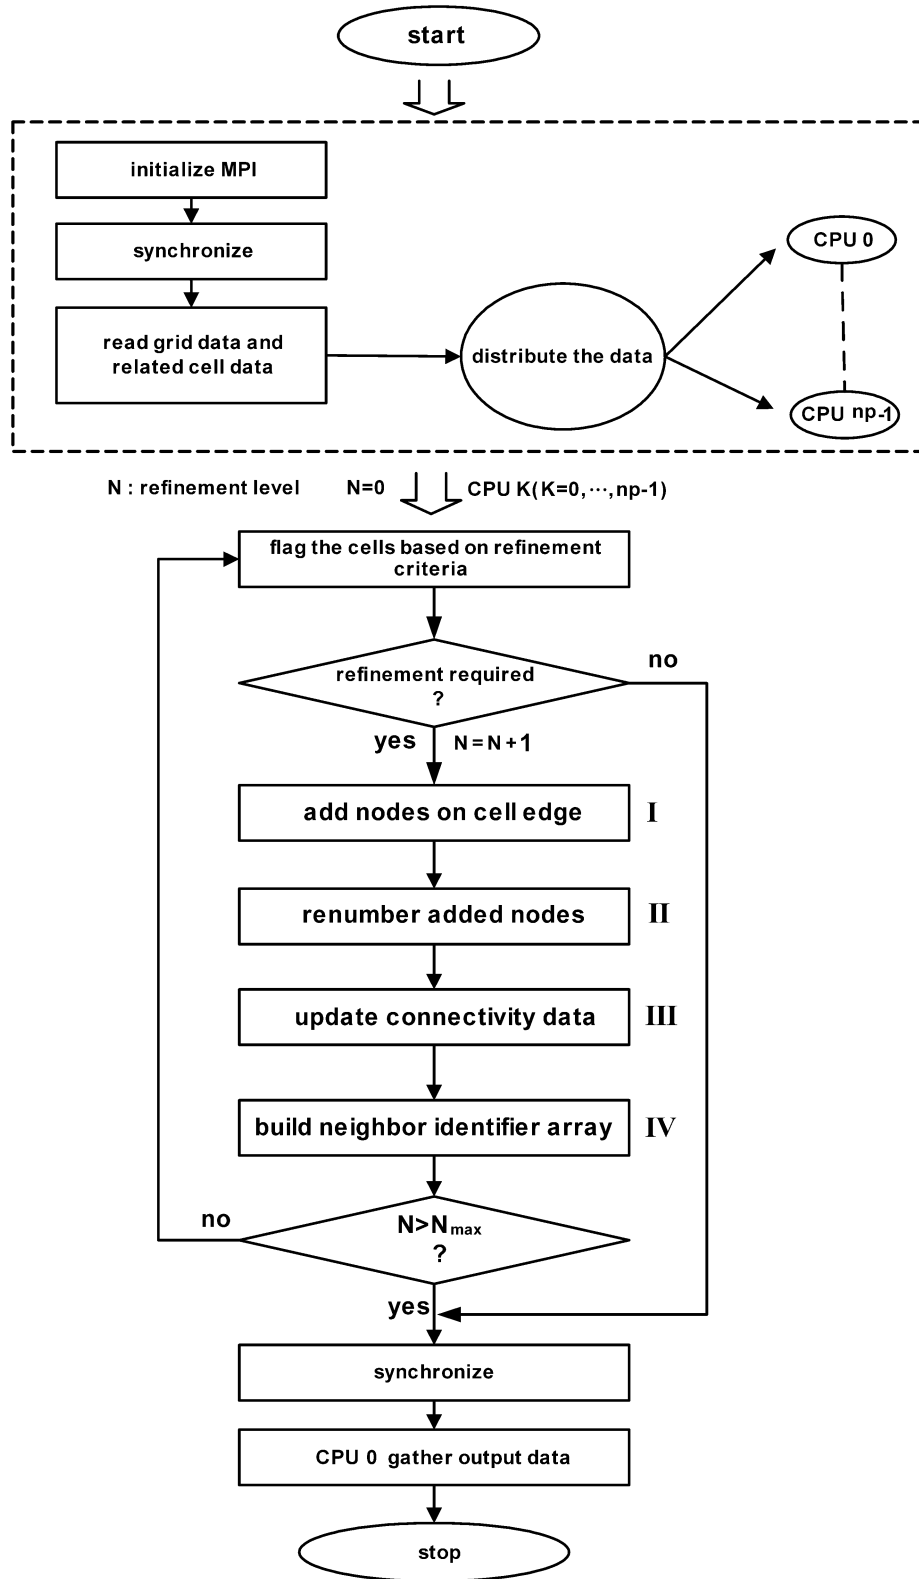 start
initialize MPI
synchronize
read grid data and
related cell data
distribute the data
CPU 0
CPU np-1
N : refinement level N=0 CPU K(K=0,···,np-1)
flag the cells based on refinement
criteria
refinement required
?
no
yes N=N+1
add nodes on cell edge I
renumber added nodes II
update connectivity data III
build neighbor identifier array IV
no
N>Nmax
?
yes
synchronize
CPU 0 gather output data
stop